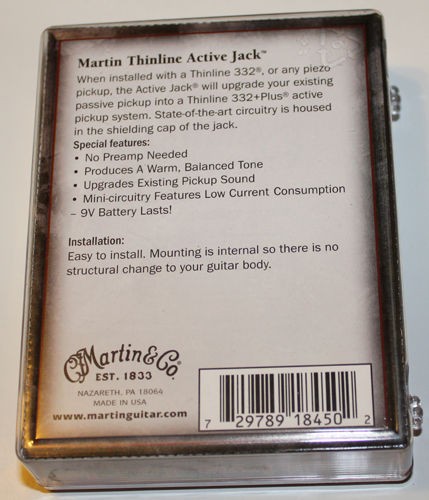 Martin Thinline Active Jack™
When installed with a Thinline 332®, or any piezo
pickup, the Active Jack® will upgrade your existing
passive pickup into a Thinline 332+Plus® active
pickup system. State-of-the-art circuitry is housed
in the shielding cap of the jack.
Special features:
• No Preamp Needed
• Produces A Warm, Balanced Tone
• Upgrades Existing Pickup Sound
• Mini-circuitry Features Low Current Consumption
– 9V Battery Lasts!
Installation:
Easy to install. Mounting is internal so there is no
structural change to your guitar body.
CFMartin & Co.
EST. 1833
NAZARETH, PA 18064
MADE IN USA
www.martinguitar.com
7 29789 18450 2